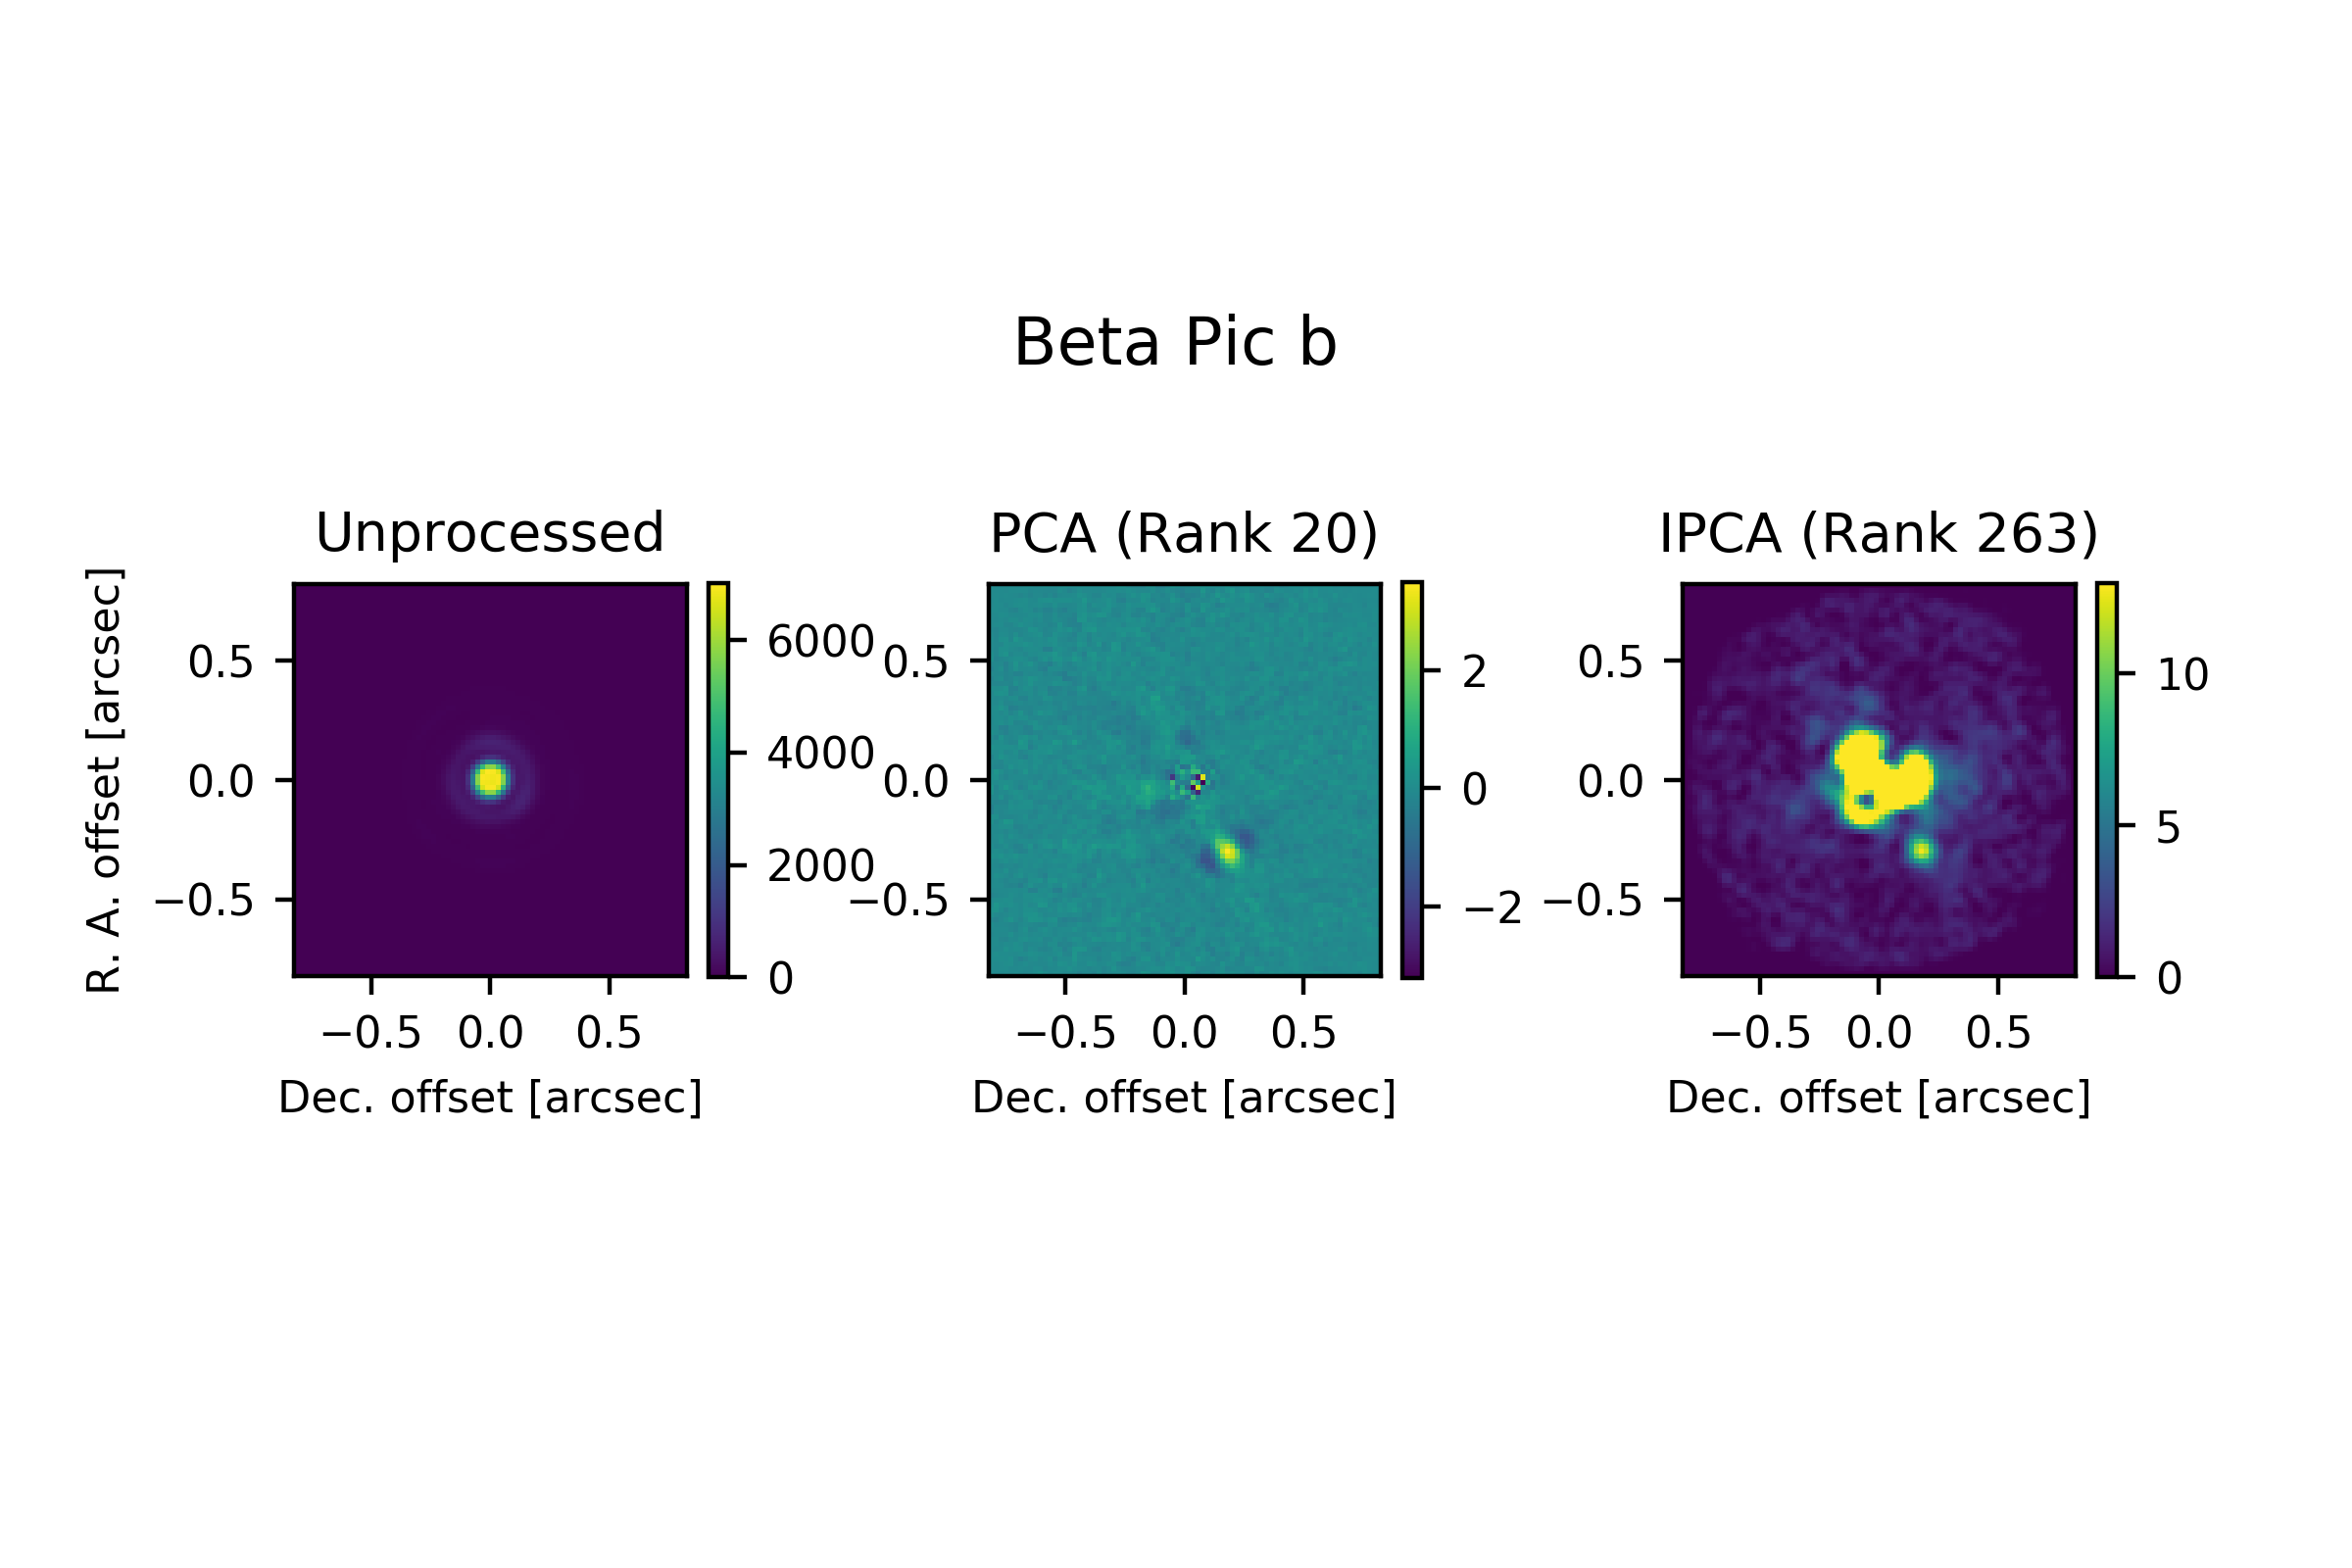 Beta Pic b
Unprocessed
PCA (Rank 20)
IPCA (Rank 263)
R. A. offset [arcsec]
0.5
0.0
−0.5
−0.5 0.0 0.5
Dec. offset [arcsec]
6000
4000
2000
0
0.5
0.0
−0.5
−0.5 0.0 0.5
Dec. offset [arcsec]
2
0
−2
0.5
0.0
−0.5
−0.5 0.0 0.5
Dec. offset [arcsec]
10
5
0